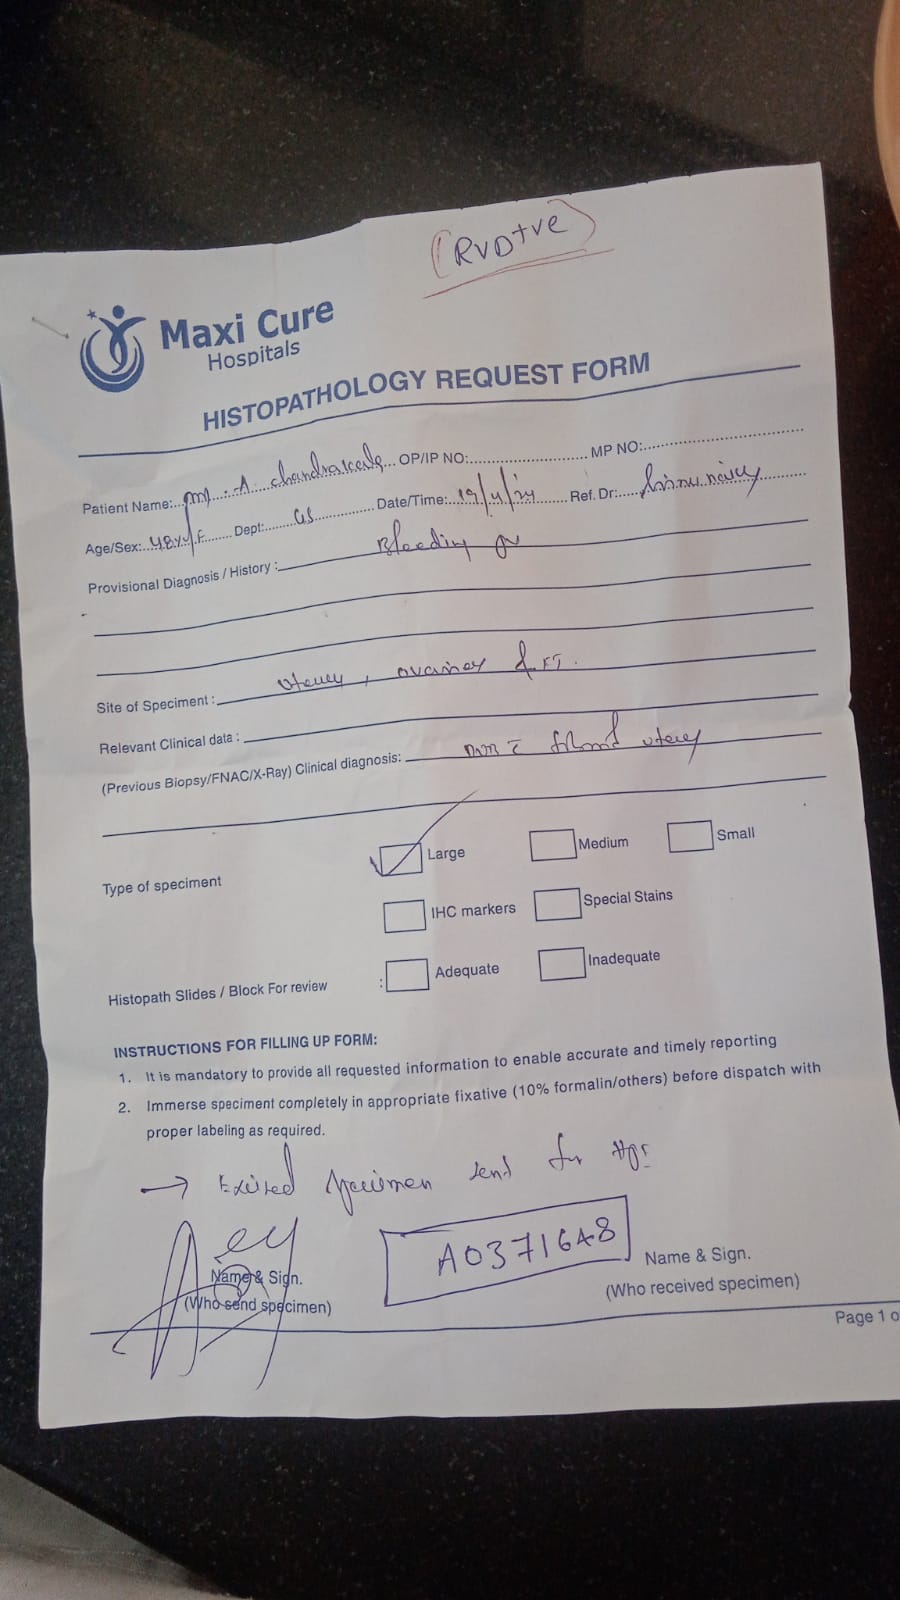 (RVD+ve)
Maxi Cure
Hospitals
HISTOPATHOLOGY REQUEST FORM
Patient Name: A. chandrakala OP/IP NO: MP NO:
Age/Sex: 48y/F Dept: GS Date/Time: 19/4/24 Ref. Dr:
Provisional Diagnosis / History : Bleeding PV
Site of Speciment : uterus, ovaries & FT.
Relevant Clinical data :
(Previous Biopsy/FNAC/X-Ray) Clinical diagnosis: fibroid uterus
Type of speciment Large Medium Small
IHC markers Special Stains
Histopath Slides / Block For review : Adequate Inadequate
INSTRUCTIONS FOR FILLING UP FORM:
1. It is mandatory to provide all requested information to enable accurate and timely reporting
2. Immerse speciment completely in appropriate fixative (10% formalin/others) before dispatch with
proper labeling as required.
→ Excised specimen send for HPE
A0371648
Name & Sign. Name & Sign.
(Who send specimen) (Who received specimen)
Page 1 o